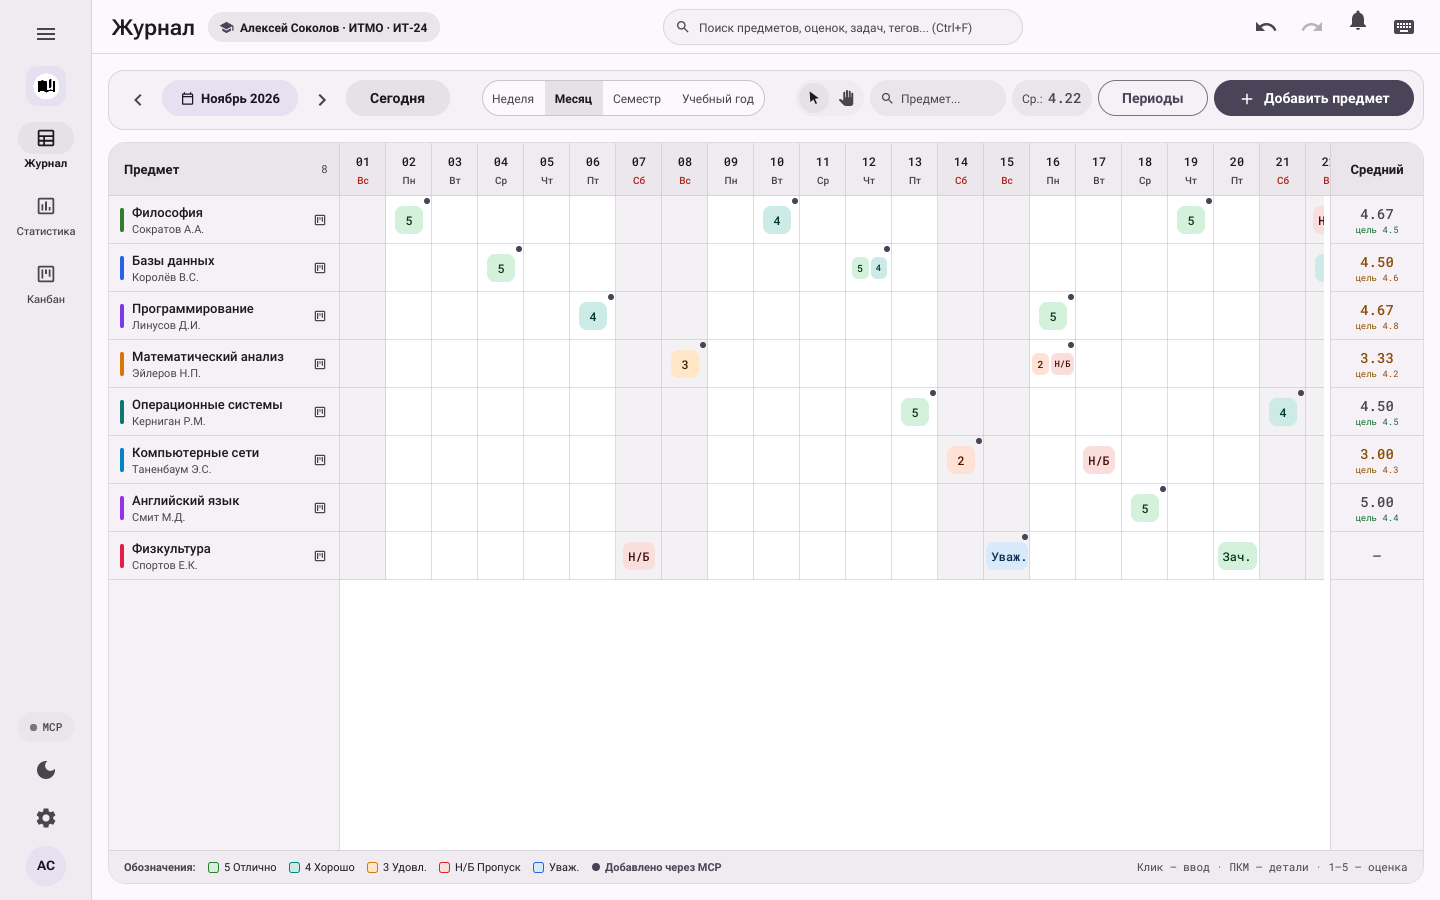 Журнал
Алексей Соколов · ИТМО · ИТ-24
Поиск предметов, оценок, задач, тегов... (Ctrl+F)
Журнал
Статистика
Канбан
MCP
АС
Ноябрь 2026
Сегодня
Неделя Месяц Семестр Учебный год
Предмет...
Ср.: 4.22
Периоды
Добавить предмет
Предмет 8
01 02 03 04 05 06 07 08 09 10 11 12 13 14 15 16 17 18 19 20 21
Вс Пн Вт Ср Чт Пт Сб Вс Пн Вт Ср Чт Пт Сб Вс Пн Вт Ср Чт Пт Сб
Средний
Философия
Сократов А.А.
5 4 5
4.67
цель 4.5
Базы данных
Королёв В.С.
5 5 4
4.50
цель 4.6
Программирование
Линусов Д.И.
4 5
4.67
цель 4.8
Математический анализ
Эйлеров Н.П.
3 2 Н/Б
3.33
цель 4.2
Операционные системы
Керниган Р.М.
5 4
4.50
цель 4.5
Компьютерные сети
Таненбаум Э.С.
2 Н/Б
3.00
цель 4.3
Английский язык
Смит М.Д.
5
5.00
цель 4.4
Физкультура
Спортов Е.К.
Н/Б Уваж. Зач.
—
Обозначения: 5 Отлично 4 Хорошо 3 Удовл. Н/Б Пропуск Уваж. Добавлено через MCP
Клик — ввод · ПКМ — детали · 1–5 — оценка